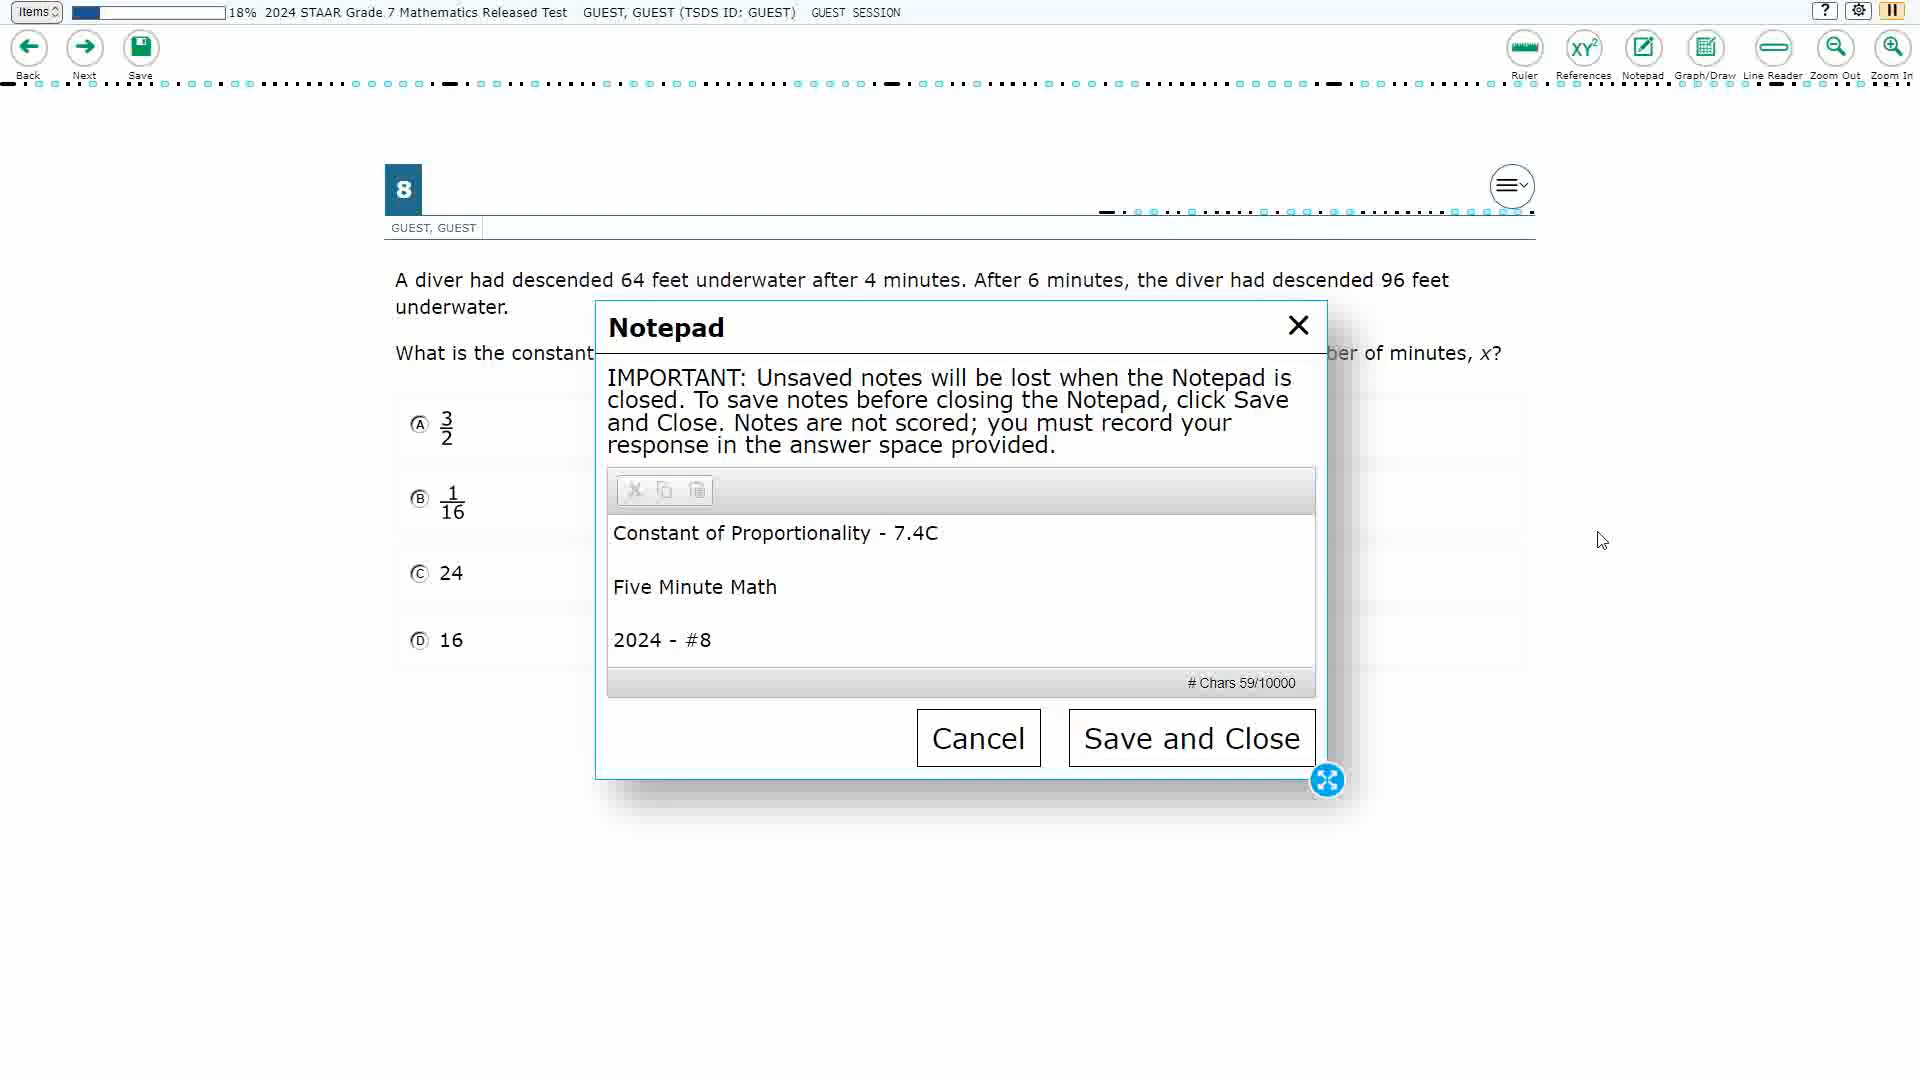 Items 18% 2024 STAAR Grade 7 Mathematics Released Test GUEST, GUEST (TSDS ID: GUEST) GUEST SESSION ?
Back Next Save XY² Ruler References Notepad Graph/Draw Line Reader Zoom Out Zoom In
8
GUEST, GUEST
A diver had descended 64 feet underwater after 4 minutes. After 6 minutes, the diver had descended 96 feet
underwater.
What is the constant of minutes, x?
A 3/2
B 1/16
C 24
D 16
Notepad
IMPORTANT: Unsaved notes will be lost when the Notepad is
closed. To save notes before closing the Notepad, click Save
and Close. Notes are not scored; you must record your
response in the answer space provided.
Constant of Proportionality - 7.4C
Five Minute Math
2024 - #8
# Chars 59/10000
Cancel Save and Close